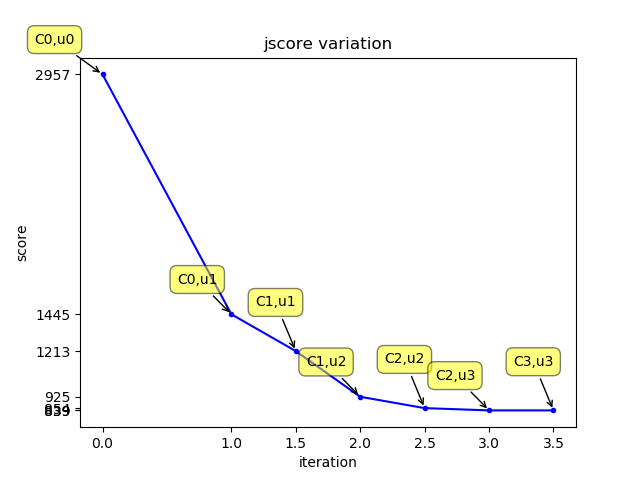 jscore variation
C0,u0
2957
C0,u1
C1,u1
1445
1213
C1,u2
C2,u2
C2,u3
C3,u3
925
score
0.0
1.0
1.5
2.0
2.5
3.0
3.5
iteration